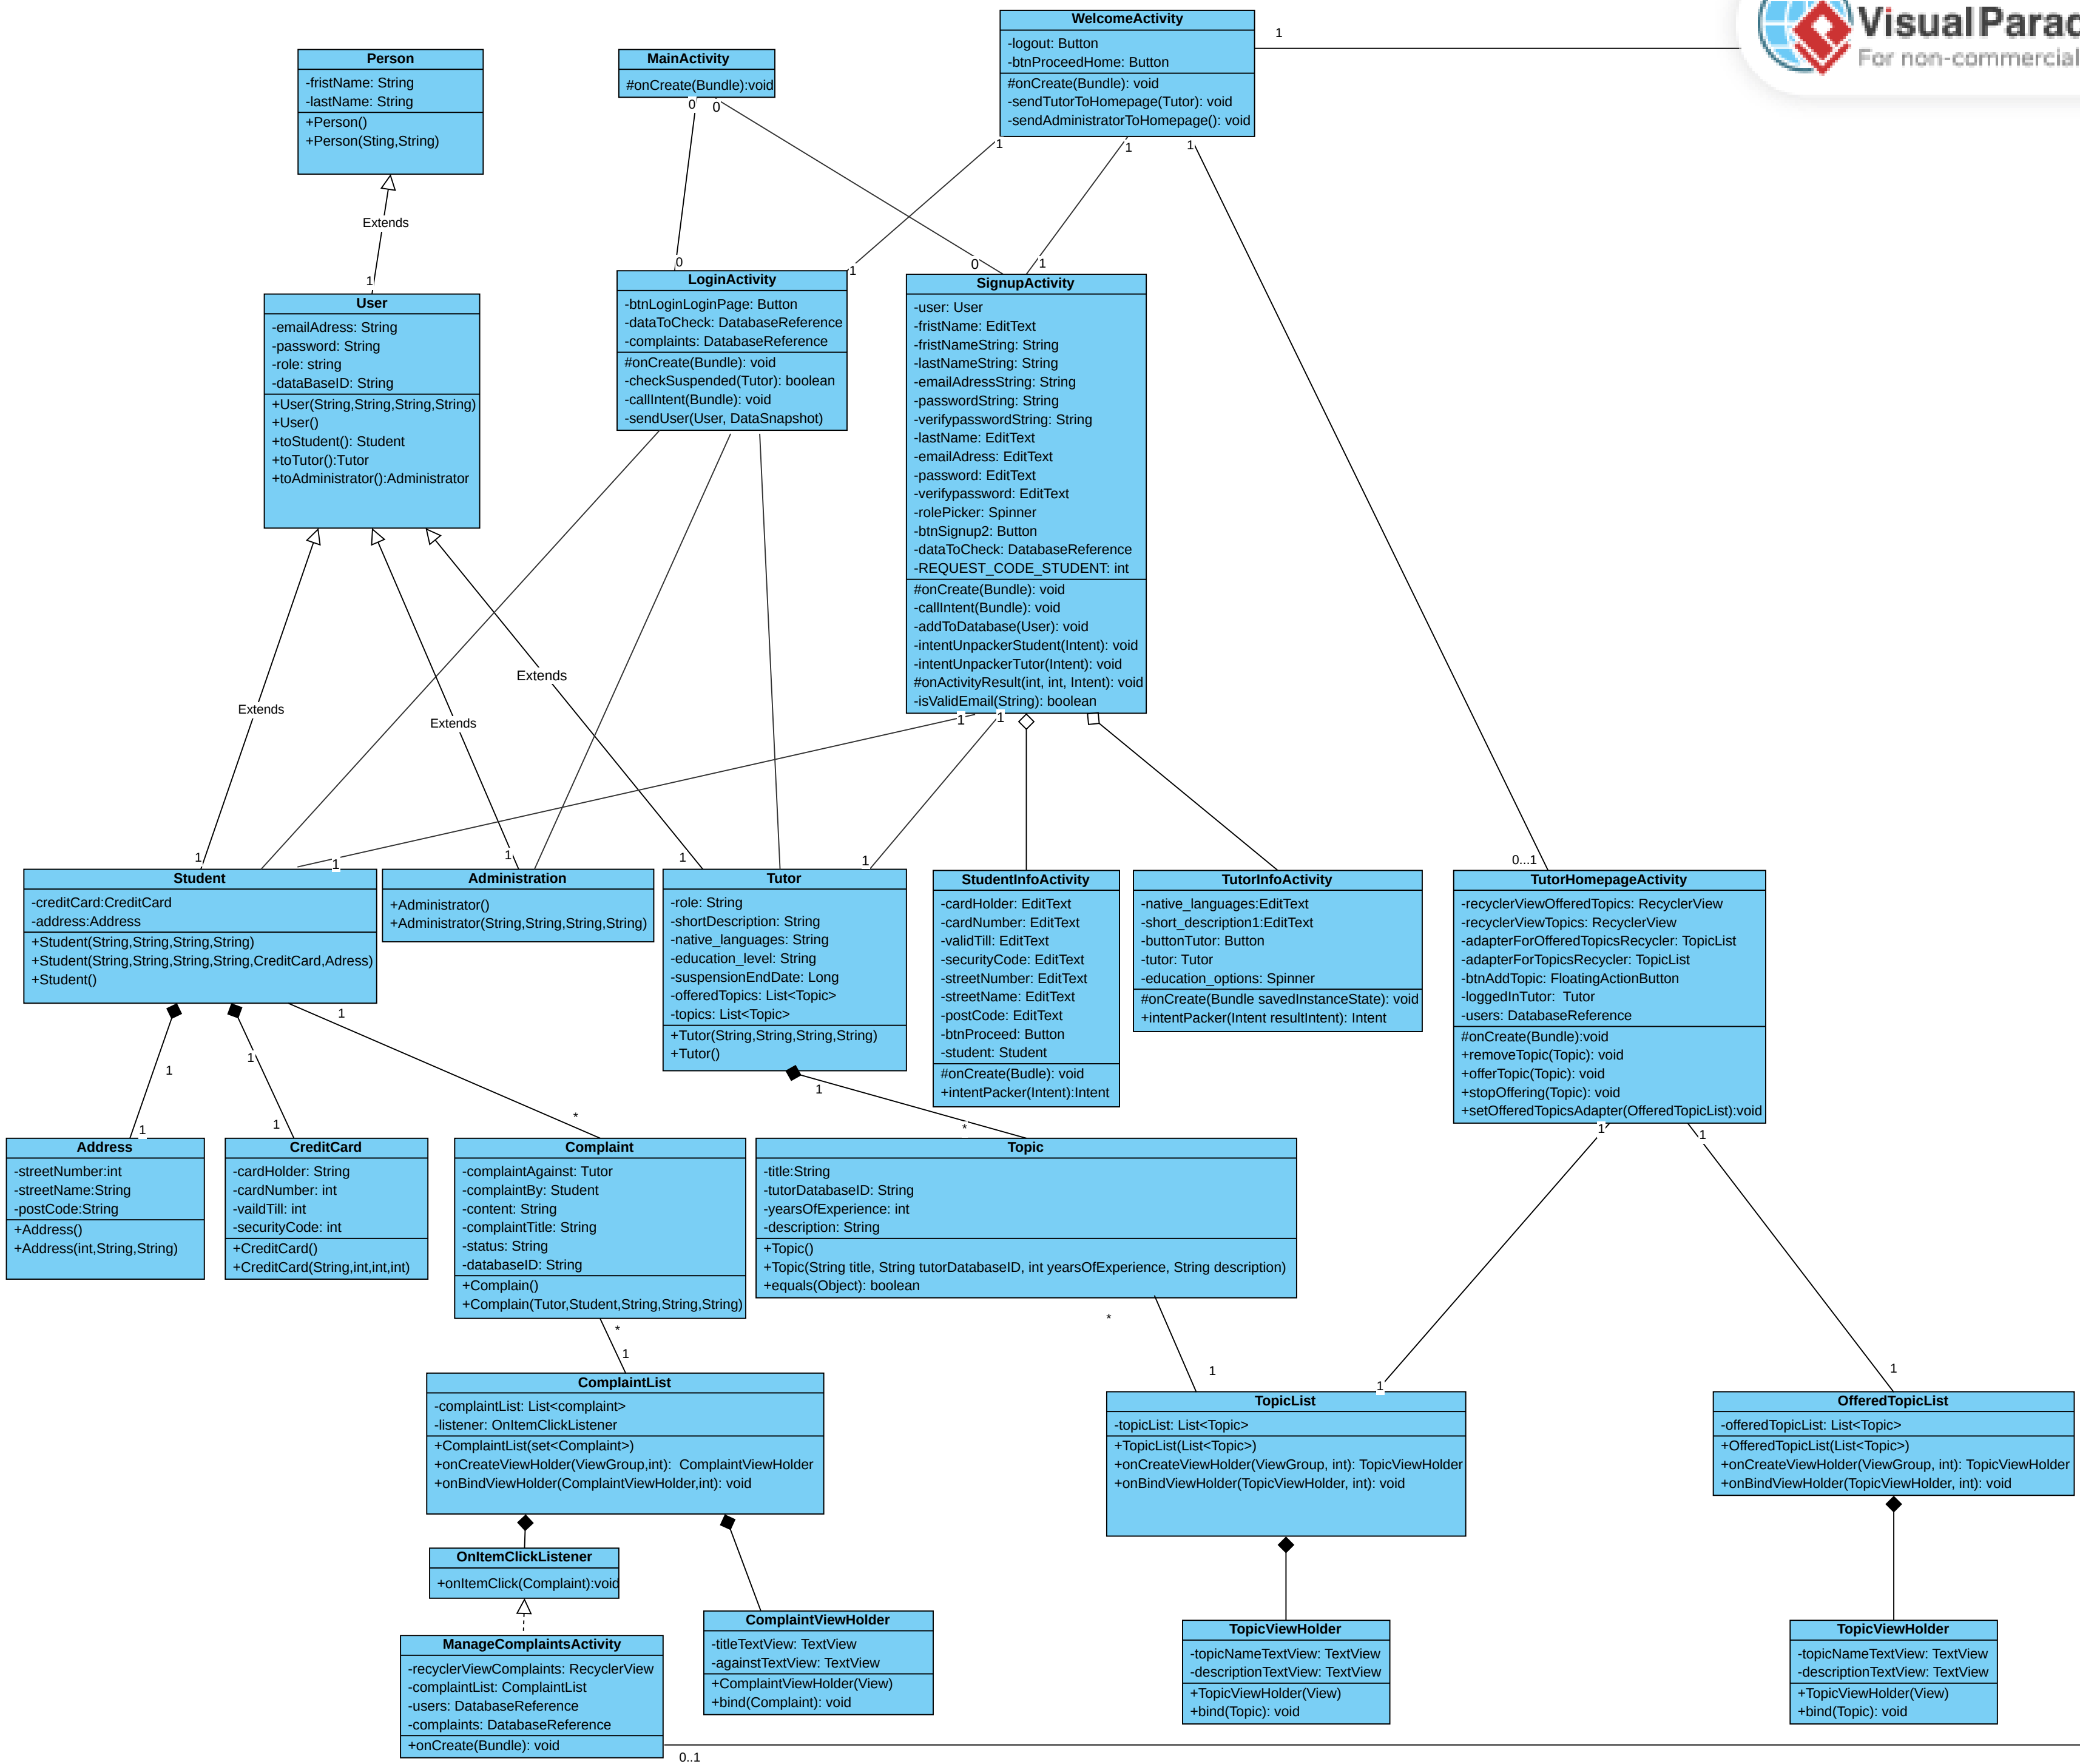 VisualParad
For non-commercial
WelcomeActivity
-logout: Button
-btnProceedHome: Button
#onCreate(Bundle): void
-sendTutorToHomepage(Tutor): void
-sendAdministratorToHomepage(): void
1
1
1
1
Person
-fristName: String
-lastName: String
+Person()
+Person(Sting,String)
MainActivity
#onCreate(Bundle):void
0
0
Extends
1
0
1
0
1
User
-emailAdress: String
-password: String
-role: string
-dataBaseID: String
+User(String,String,String,String)
+User()
+toStudent(): Student
+toTutor():Tutor
+toAdministrator():Administrator
LoginActivity
-btnLoginLoginPage: Button
-dataToCheck: DatabaseReference
-complaints: DatabaseReference
#onCreate(Bundle): void
-checkSuspended(Tutor): boolean
-callIntent(Bundle): void
-sendUser(User, DataSnapshot)
SignupActivity
-user: User
-fristName: EditText
-fristNameString: String
-lastNameString: String
-emailAdressString: String
-passwordString: String
-verifypasswordString: String
-lastName: EditText
-emailAdress: EditText
-password: EditText
-verifypassword: EditText
-rolePicker: Spinner
-btnSignup2: Button
-dataToCheck: DatabaseReference
-REQUEST_CODE_STUDENT: int
#onCreate(Bundle): void
-callIntent(Bundle): void
-addToDatabase(User): void
-intentUnpackerStudent(Intent): void
-intentUnpackerTutor(Intent): void
#onActivityResult(int, int, Intent): void
-isValidEmail(String): boolean
Extends
Extends
Extends
1
1
1
1
1
1
1
0...1
Student
-creditCard:CreditCard
-address:Address
+Student(String,String,String,String)
+Student(String,String,String,String,CreditCard,Adress)
+Student()
Administration
+Administrator()
+Administrator(String,String,String,String)
Tutor
-role: String
-shortDescription: String
-native_languages: String
-education_level: String
-suspensionEndDate: Long
-offeredTopics: List<Topic>
-topics: List<Topic>
+Tutor(String,String,String,String)
+Tutor()
StudentInfoActivity
-cardHolder: EditText
-cardNumber: EditText
-validTill: EditText
-securityCode: EditText
-streetNumber: EditText
-streetName: EditText
-postCode: EditText
-btnProceed: Button
-student: Student
#onCreate(Budle): void
+intentPacker(Intent):Intent
TutorInfoActivity
-native_languages:EditText
-short_description1:EditText
-buttonTutor: Button
-tutor: Tutor
-education_options: Spinner
#onCreate(Bundle savedInstanceState): void
+intentPacker(Intent resultIntent): Intent
TutorHomepageActivity
-recyclerViewOfferedTopics: RecyclerView
-recyclerViewTopics: RecyclerView
-adapterForOfferedTopicsRecycler: TopicList
-adapterForTopicsRecycler: TopicList
-btnAddTopic: FloatingActionButton
-loggedInTutor:  Tutor
-users: DatabaseReference
#onCreate(Bundle):void
+removeTopic(Topic): void
+offerTopic(Topic): void
+stopOffering(Topic): void
+setOfferedTopicsAdapter(OfferedTopicList):void
1
1
1
1
1
1
*
*
1
1
Address
-streetNumber:int
-streetName:String
-postCode:String
+Address()
+Address(int,String,String)
CreditCard
-cardHolder: String
-cardNumber: int
-vaildTill: int
-securityCode: int
+CreditCard()
+CreditCard(String,int,int,int)
Complaint
-complaintAgainst: Tutor
-complaintBy: Student
-content: String
-complaintTitle: String
-status: String
-databaseID: String
+Complain()
+Complain(Tutor,Student,String,String,String)
Topic
-title:String
-tutorDatabaseID: String
-yearsOfExperience: int
-description: String
+Topic()
+Topic(String title, String tutorDatabaseID, int yearsOfExperience, String description)
+equals(Object): boolean
*
1
*
1
1
1
ComplaintList
-complaintList: List<complaint>
-listener: OnItemClickListener
+ComplaintList(set<Complaint>)
+onCreateViewHolder(ViewGroup,int):  ComplaintViewHolder
+onBindViewHolder(ComplaintViewHolder,int): void
TopicList
-topicList: List<Topic>
+TopicList(List<Topic>)
+onCreateViewHolder(ViewGroup, int): TopicViewHolder
+onBindViewHolder(TopicViewHolder, int): void
OfferedTopicList
-offeredTopicList: List<Topic>
+OfferedTopicList(List<Topic>)
+onCreateViewHolder(ViewGroup, int): TopicViewHolder
+onBindViewHolder(TopicViewHolder, int): void
OnItemClickListener
+onItemClick(Complaint):void
ManageComplaintsActivity
-recyclerViewComplaints: RecyclerView
-complaintList: ComplaintList
-users: DatabaseReference
-complaints: DatabaseReference
+onCreate(Bundle): void
0..1
ComplaintViewHolder
-titleTextView: TextView
-againstTextView: TextView
+ComplaintViewHolder(View)
+bind(Complaint): void
TopicViewHolder
-topicNameTextView: TextView
-descriptionTextView: TextView
+TopicViewHolder(View)
+bind(Topic): void
TopicViewHolder
-topicNameTextView: TextView
-descriptionTextView: TextView
+TopicViewHolder(View)
+bind(Topic): void